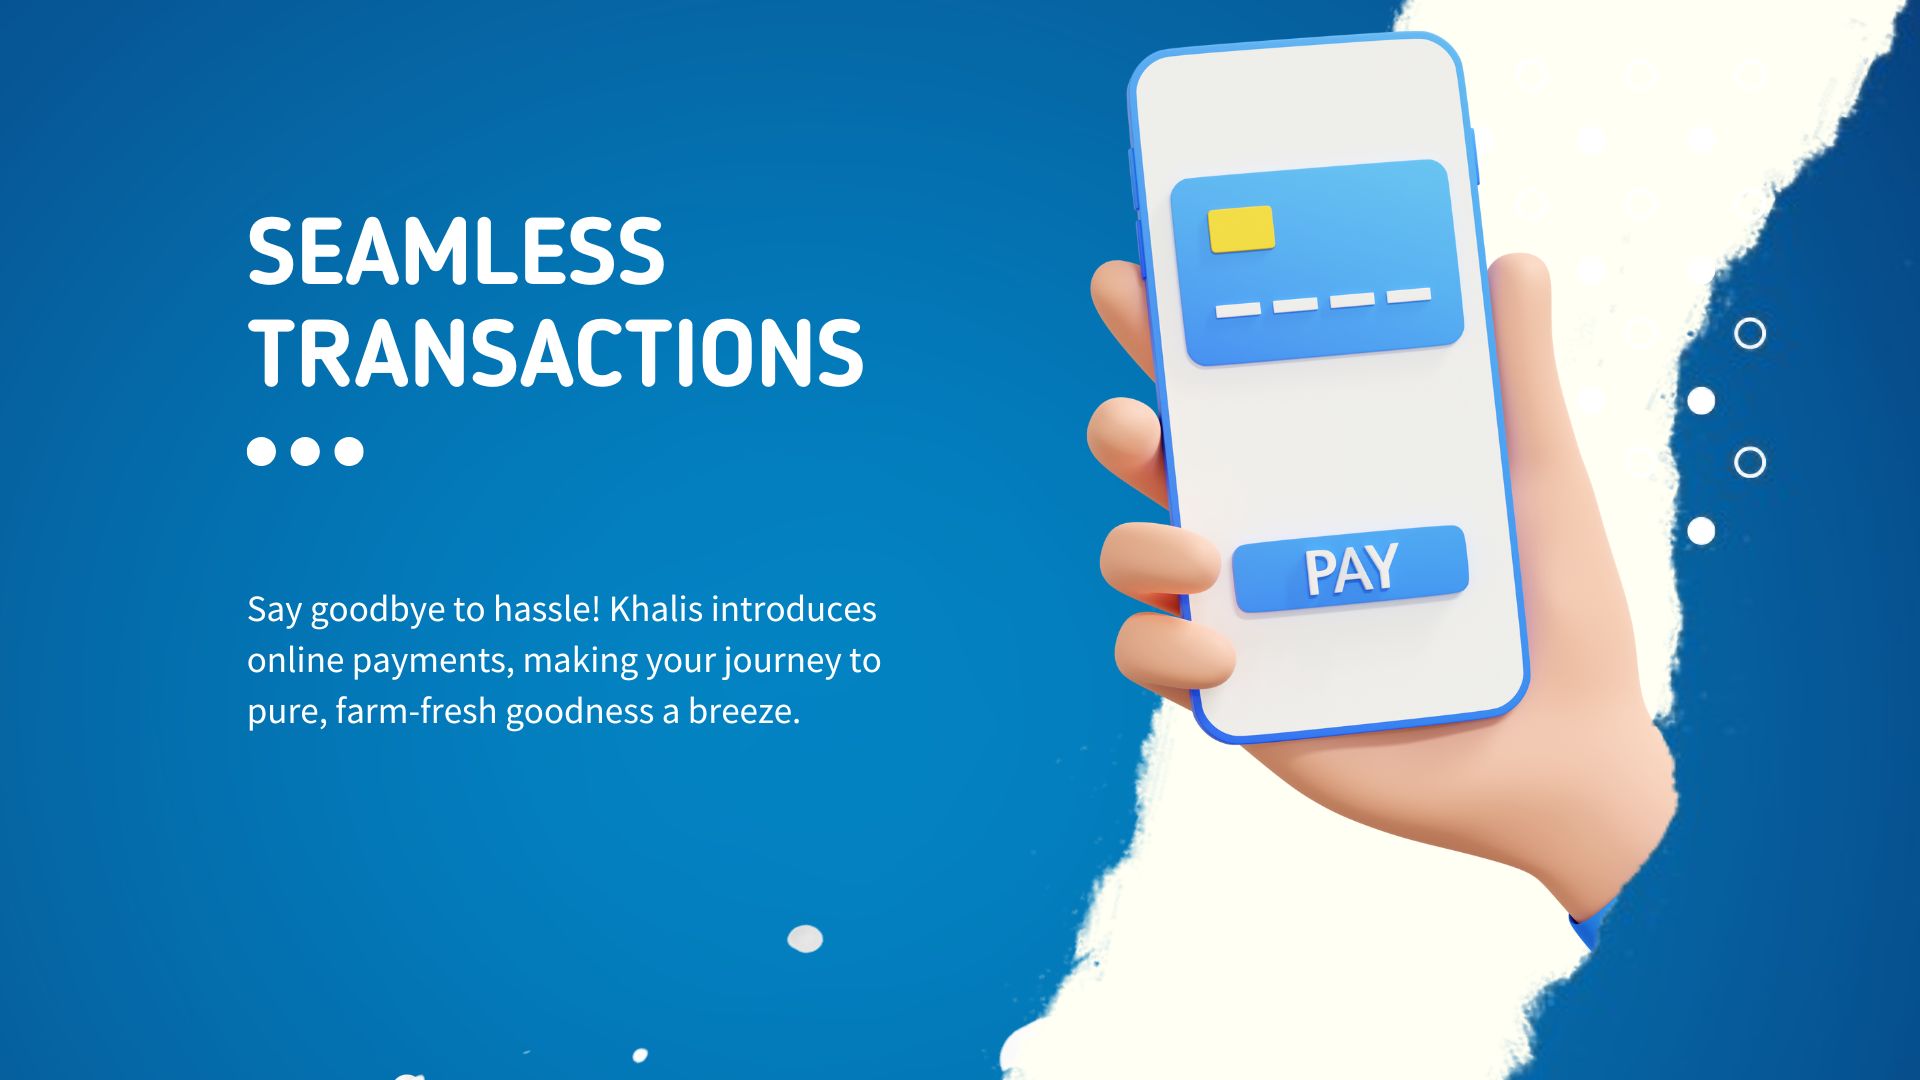 SEAMLESS
TRANSACTIONS
Say goodbye to hassle! Khalis introduces
online payments, making your journey to
pure, farm-fresh goodness a breeze.
PAY